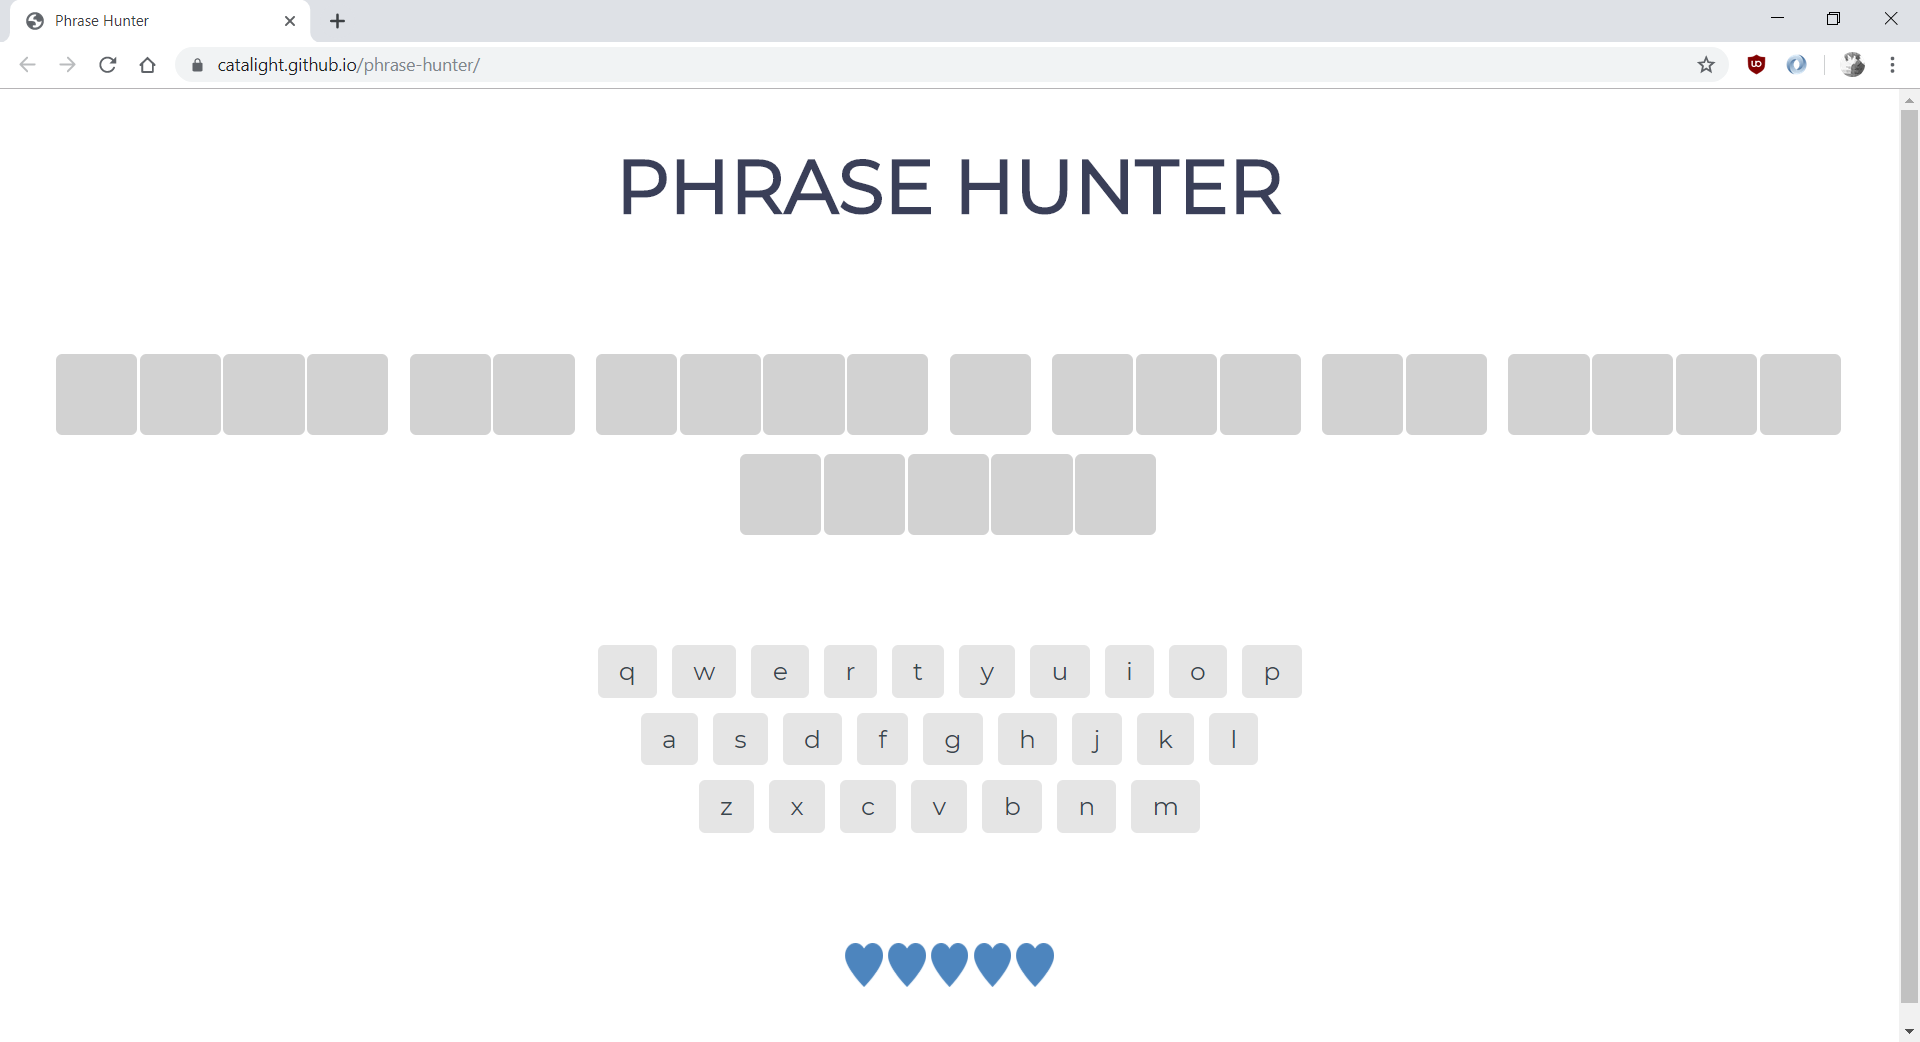 Phrase Hunter
catalight.github.io/phrase-hunter/
PHRASE HUNTER
q w e r t y u i o p
a s d f g h j k l
z x c v b n m